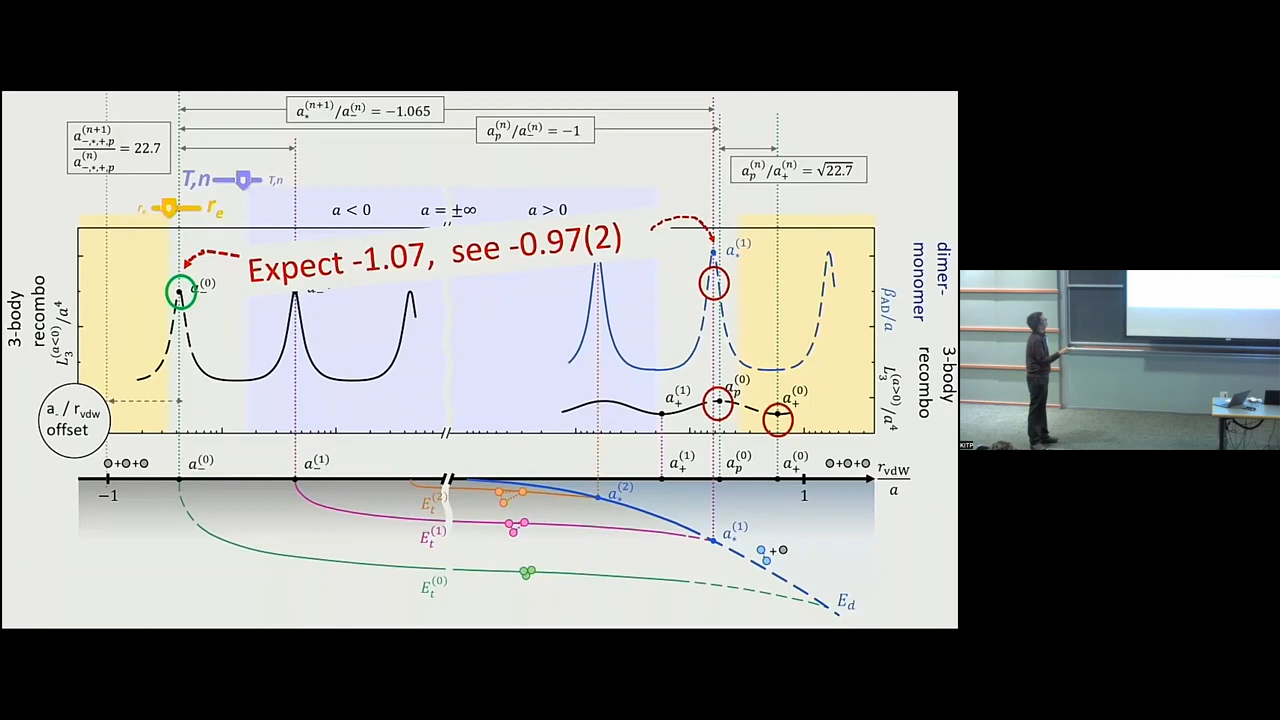 a_*^(n+1)/a_-^(n) = −1.065
a_p^(n)/a_-^(n) = −1
a_{-,*,+,p}^(n+1) / a_{-,*,+,p}^(n) = 22.7
a_p^(n)/a_+^(n) = √22.7
T,n T,n
r_e r_e
a < 0 a = ±∞ a > 0
Expect -1.07, see -0.97(2)
a_-^(0)
a_*^(1)
3-body recombo
L_3^(a<0)/a^4
dimer-monomer
β_AD/a
3-body recombo
L_3^(a>0)/a^4
a_+^(1) a_p^(0) a_+^(0)
a_- / r_vdw
offset
a_-^(0) a_-^(1) a_+^(1) a_p^(0) a_+^(0)
r_vdW/a
−1 1
E_t^(2) a_*^(2)
E_t^(1) a_*^(1)
E_t^(0)
E_d
KITP